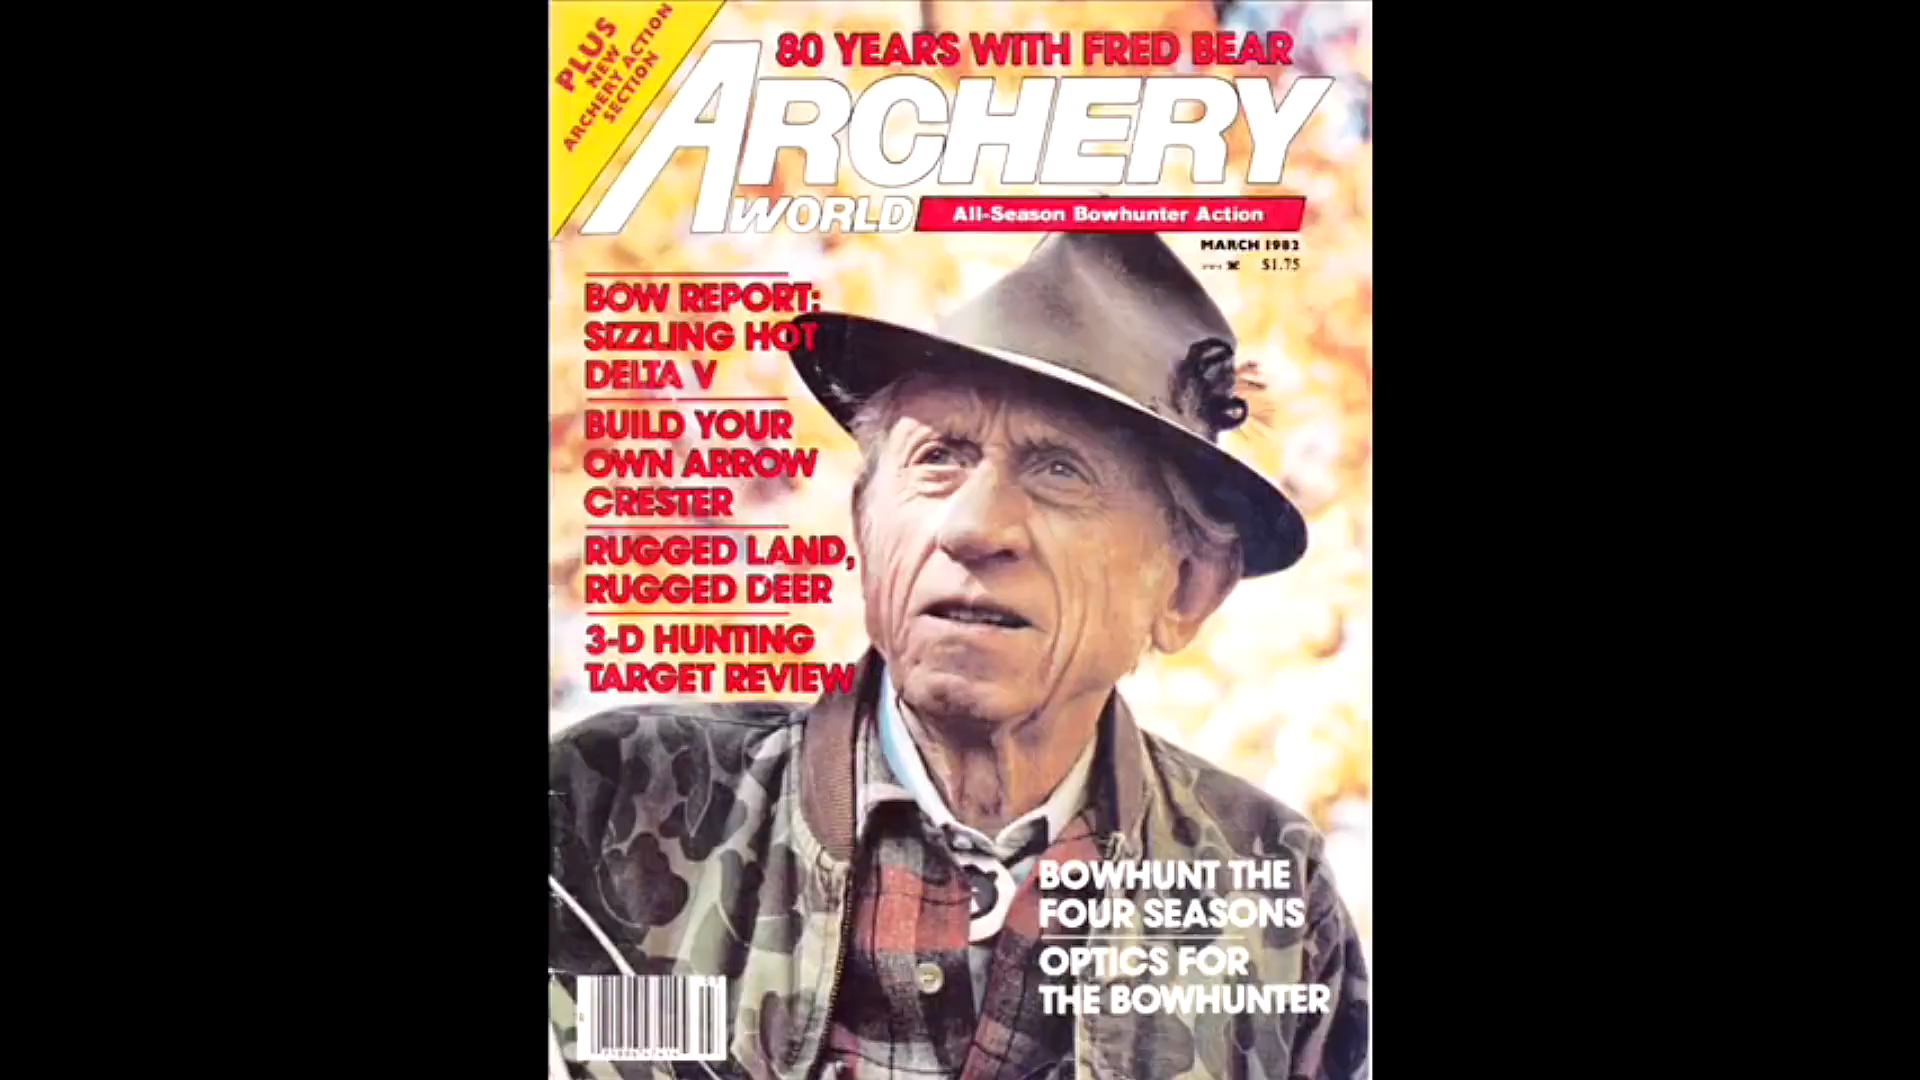 PLUS
NEW
ARCHERY ACTION
SECTION
80 YEARS WITH FRED BEAR
ARCHERY
WORLD
All-Season Bowhunter Action
MARCH 1982
$1.75
BOW REPORT:
SIZZLING HOT
DELTA V
BUILD YOUR
OWN ARROW
CRESTER
RUGGED LAND,
RUGGED DEER
3-D HUNTING
TARGET REVIEW
BOWHUNT THE
FOUR SEASONS
OPTICS FOR
THE BOWHUNTER